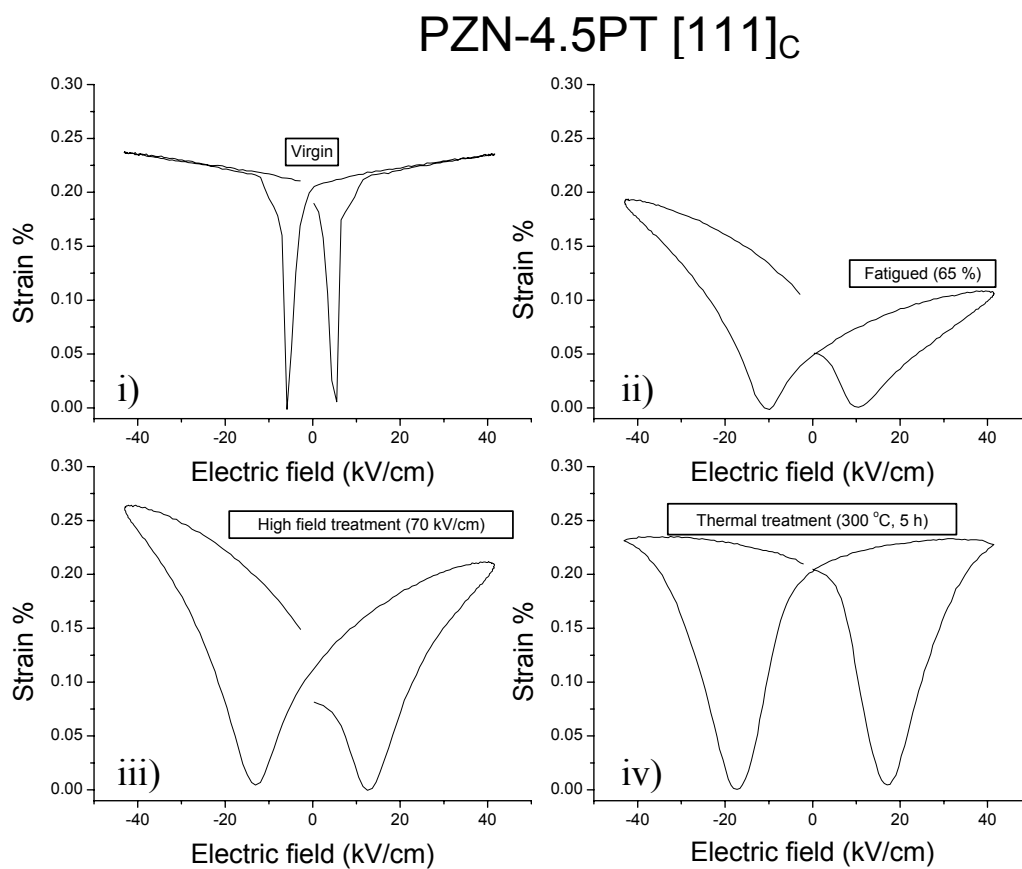 PZN-4.5PT [111]C
0.30
0.25
0.20
0.15
0.10
0.05
0.00
Strain %
Virgin
i)
-40 -20 0 20 40
Electric field (kV/cm)
0.30
0.25
0.20
0.15
0.10
0.05
0.00
Strain %
Fatigued (65 %)
ii)
-40 -20 0 20 40
Electric field (kV/cm)
0.30
0.25
0.20
0.15
0.10
0.05
0.00
Strain %
High field treatment (70 kV/cm)
iii)
-40 -20 0 20 40
Electric field (kV/cm)
0.30
0.25
0.20
0.15
0.10
0.05
0.00
Strain %
Thermal treatment (300 °C, 5 h)
iv)
-40 -20 0 20 40
Electric field (kV/cm)